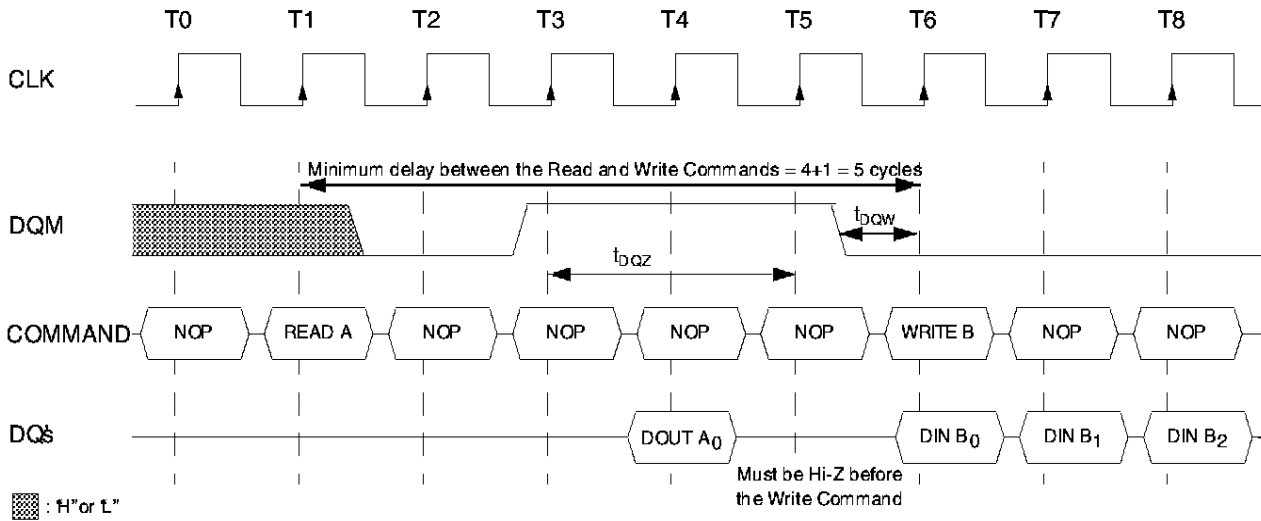 T0 T1 T2 T3 T4 T5 T6 T7 T8
CLK
Minimum delay between the Read and Write Commands = 4+1 = 5 cycles
DQM
tDQW
tDQZ
COMMAND NOP READ A NOP NOP NOP NOP WRITE B NOP NOP
DQ's DOUT A0 DIN B0 DIN B1 DIN B2
Must be Hi-Z before
the Write Command
: "H" or "L"